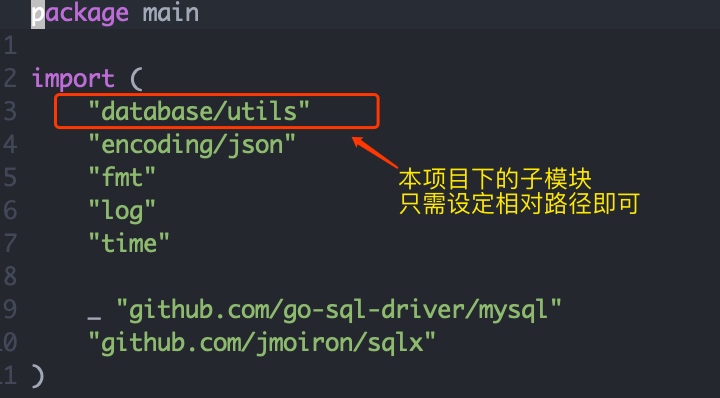 package main
1
2 import (
3 "database/utils"
4 "encoding/json"
5 "fmt"
本项目下的子模块
6 "log"
只需设定相对路径即可
7 "time"
8
9 _ "github.com/go-sql-driver/mysql"
10 "github.com/jmoiron/sqlx"
11 )